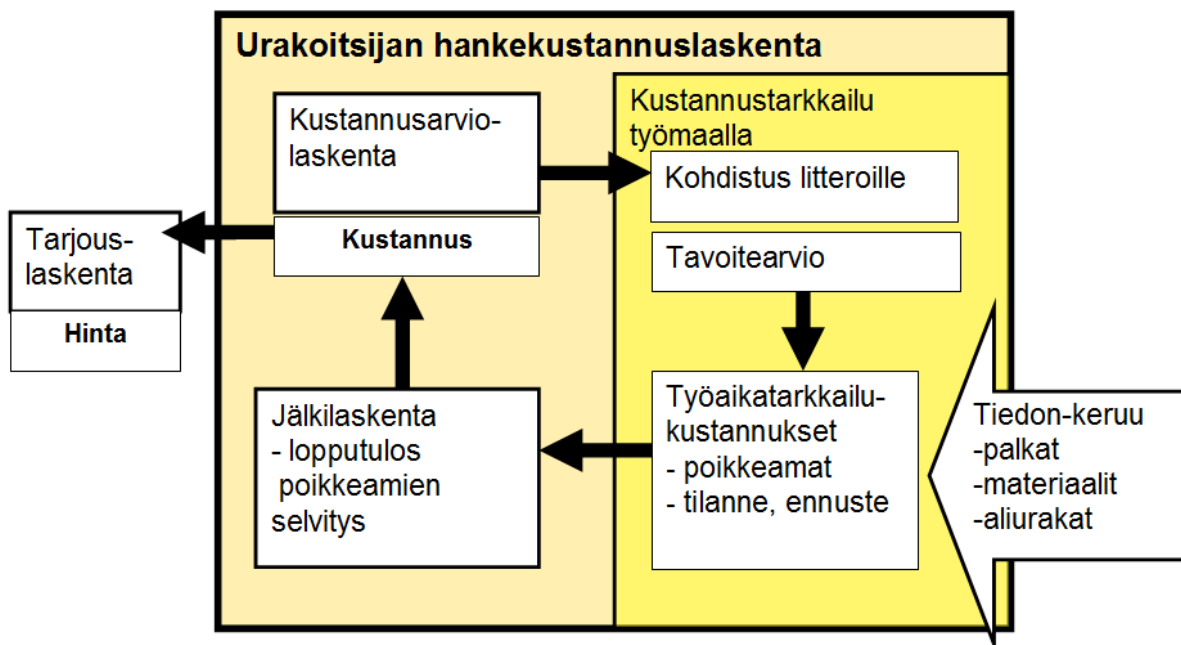 Urakoitsijan hankekustannuslaskenta
Kustannusarvio-
laskenta
Kustannus
Tarjous-
laskenta
Hinta
Kustannustarkkailu
työmaalla
Kohdistus litteroille
Tavoitearvio
Työaikatarkkailu-
kustannukset
- poikkeamat
- tilanne, ennuste
Tiedon-keruu
-palkat
-materiaalit
-aliurakat
Jälkilaskenta
- lopputulos
poikkeamien
selvitys